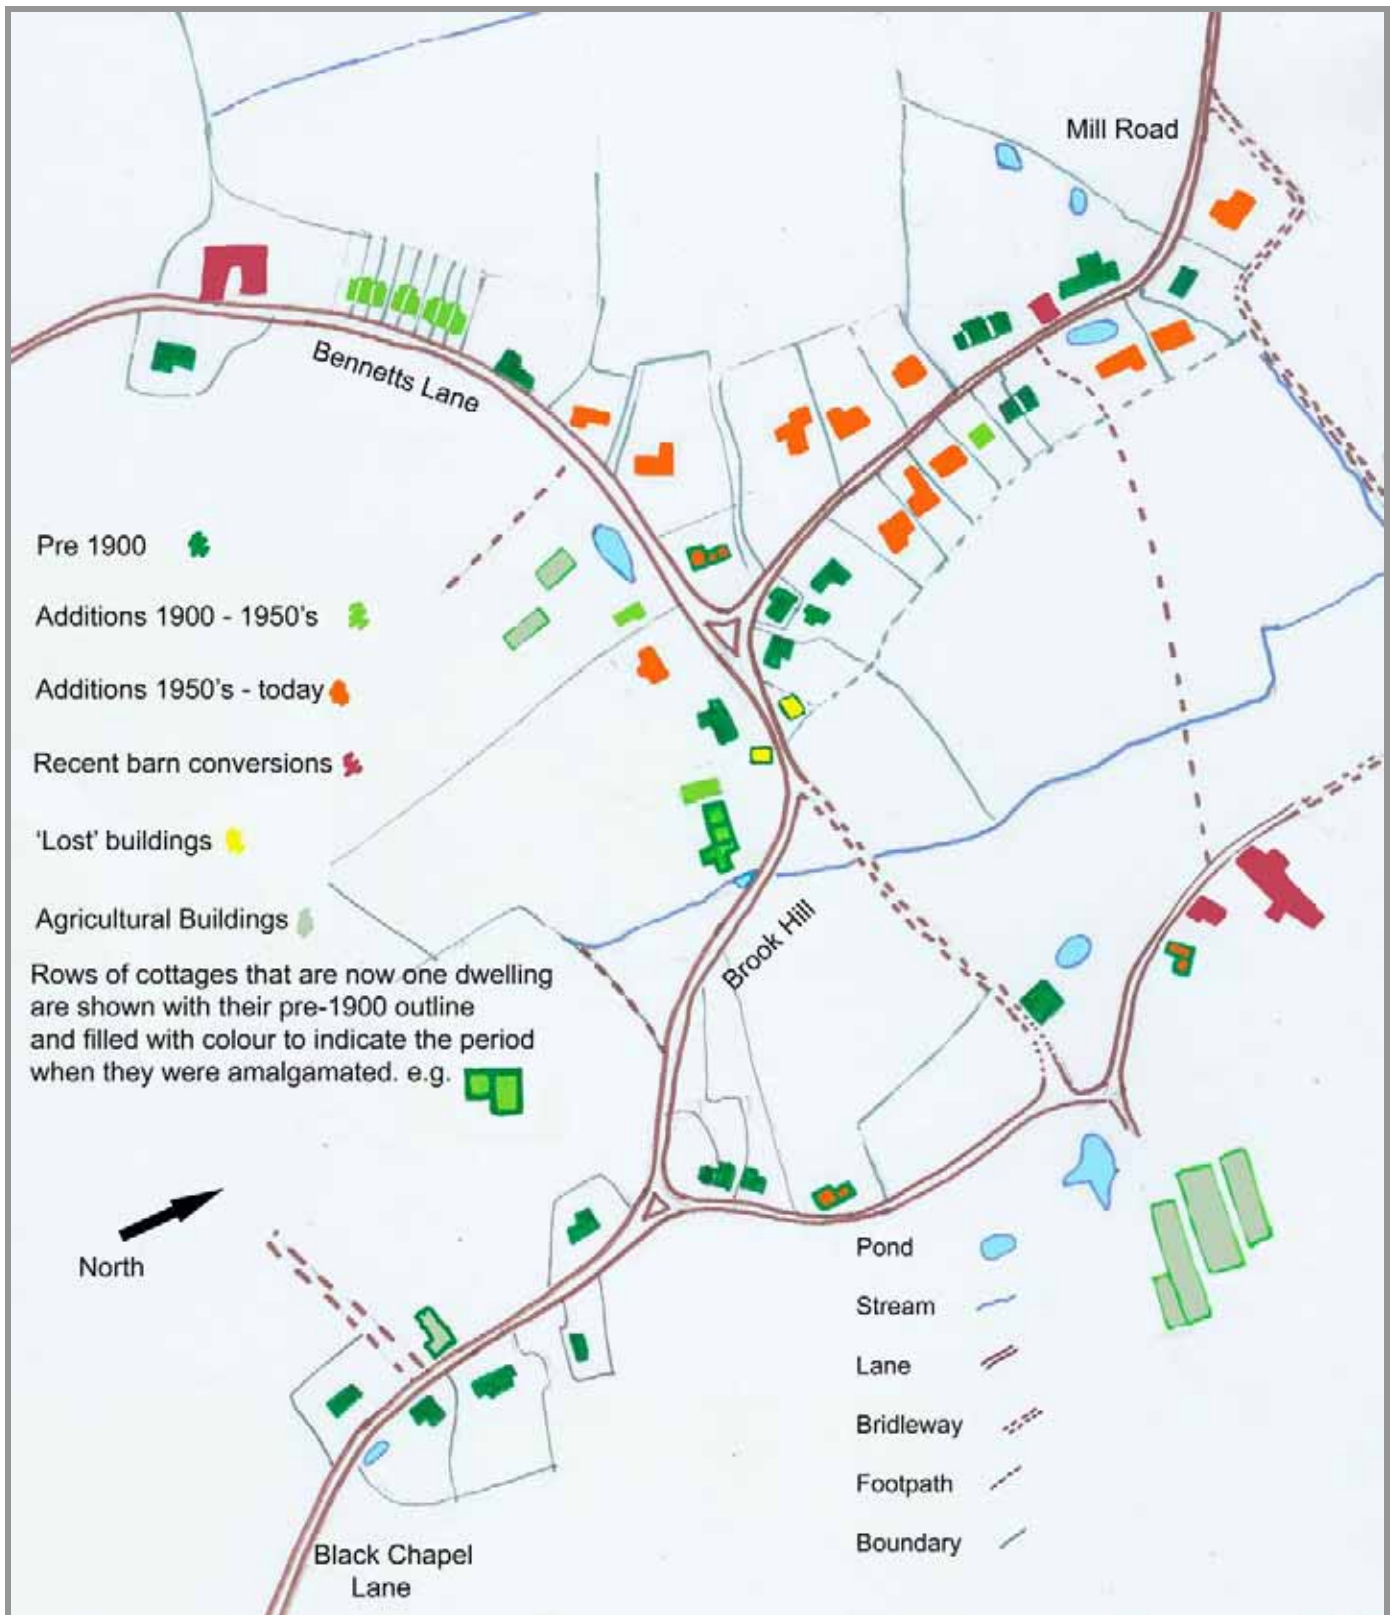 Mill Road
Bennetts Lane
Pre 1900
Additions 1900 - 1950's
Additions 1950's - today
Recent barn conversions
'Lost' buildings
Agricultural Buildings
Rows of cottages that are now one dwelling
are shown with their pre-1900 outline
and filled with colour to indicate the period
when they were amalgamated. e.g.
Brook Hill
North
Pond
Stream
Lane
Bridleway
Footpath
Boundary
Black Chapel
Lane